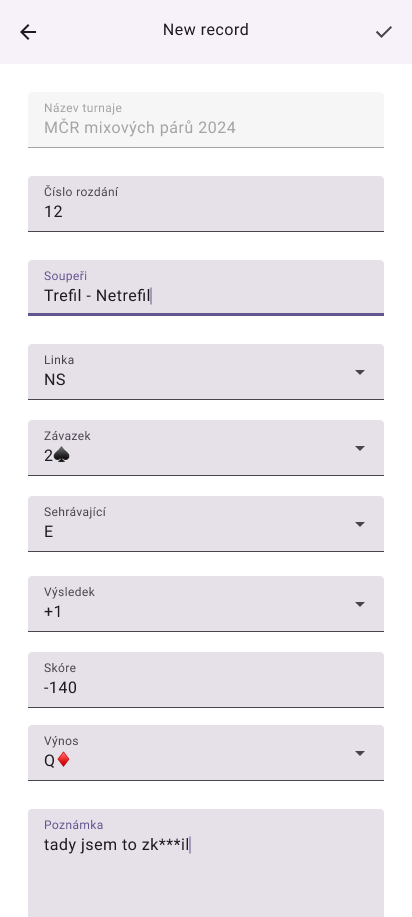 New record
Název turnaje
MČR mixových párů 2024
Číslo rozdání
12
Soupeři
Trefil - Netrefil
Linka
NS
Závazek
2♠
Sehrávající
E
Výsledek
+1
Skóre
-140
Výnos
Q♦
Poznámka
tady jsem to zk***il